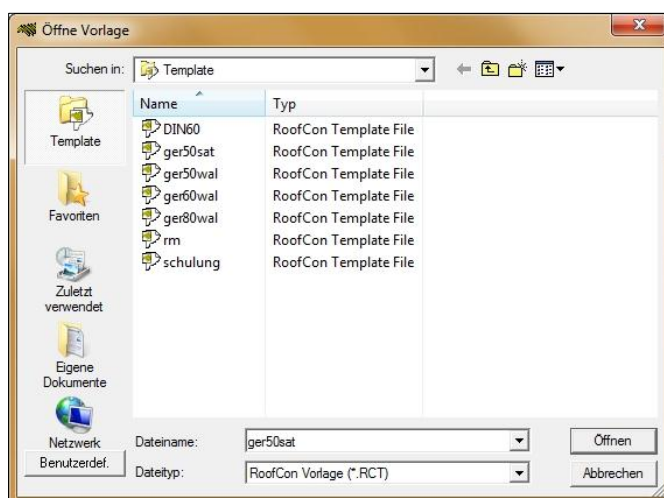 Öffne Vorlage
Suchen in: Template
Name Typ
DIN60 RoofCon Template File
ger50sat RoofCon Template File
ger50wal RoofCon Template File
ger60wal RoofCon Template File
ger80wal RoofCon Template File
rm RoofCon Template File
schulung RoofCon Template File
Template
Favoriten
Zuletzt
verwendet
Eigene
Dokumente
Netzwerk
Benutzerdef.
Dateiname: ger50sat Öffnen
Dateityp: RoofCon Vorlage (*.RCT) Abbrechen